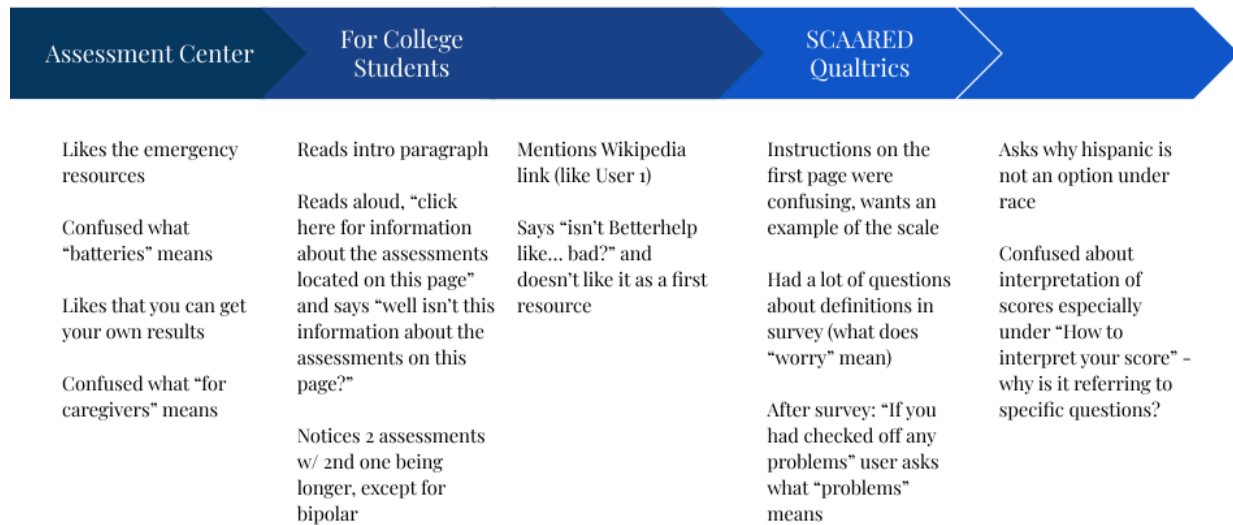 Assessment Center
For College
Students
SCAARED
Qualtrics
Likes the emergency
resources
Confused what
“batteries” means
Likes that you can get
your own results
Confused what “for
caregivers” means
Reads intro paragraph
Reads aloud, “click
here for information
about the assessments
located on this page”
and says “well isn’t this
information about the
assessments on this
page?”
Notices 2 assessments
w/ 2nd one being
longer, except for
bipolar
Mentions Wikipedia
link (like User 1)
Says “isn’t Betterhelp
like... bad?” and
doesn’t like it as a first
resource
Instructions on the
first page were
confusing, wants an
example of the scale
Had a lot of questions
about definitions in
survey (what does
“worry” mean)
After survey: “If you
had checked off any
problems” user asks
what “problems”
means
Asks why hispanic is
not an option under
race
Confused about
interpretation of
scores especially
under “How to
interpret your score” -
why is it referring to
specific questions?